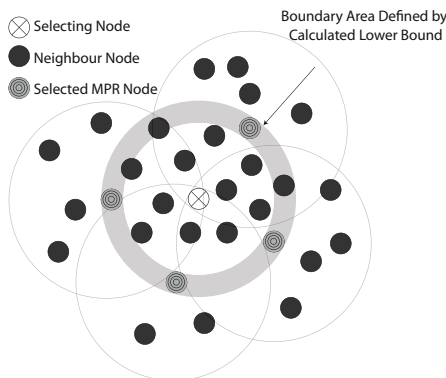 Selecting Node
Neighbour Node
Selected MPR Node
Boundary Area Defined by
Calculated Lower Bound